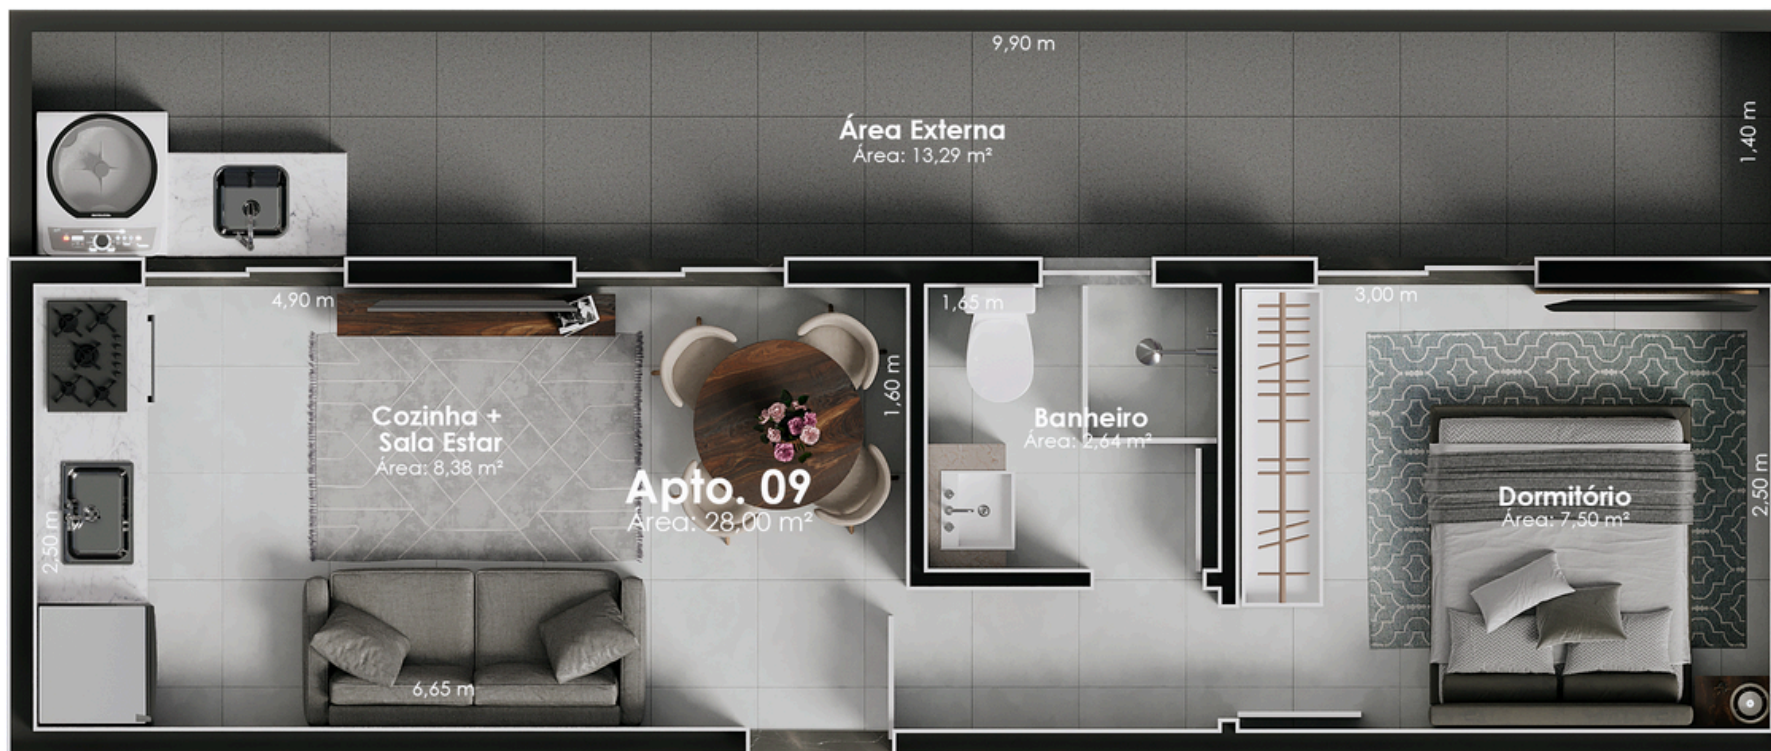 9,90 m
Área Externa
Área: 13,29 m²
1,40 m
4,90 m
1,65 m
3,00 m
1,60 m
Cozinha +
Sala Estar
Área: 8,38 m²
Banheiro
Área: 2,64 m²
Apto. 09
Área: 28,00 m²
Dormitório
Área: 7,50 m²
2,50 m
2,50 m
6,65 m